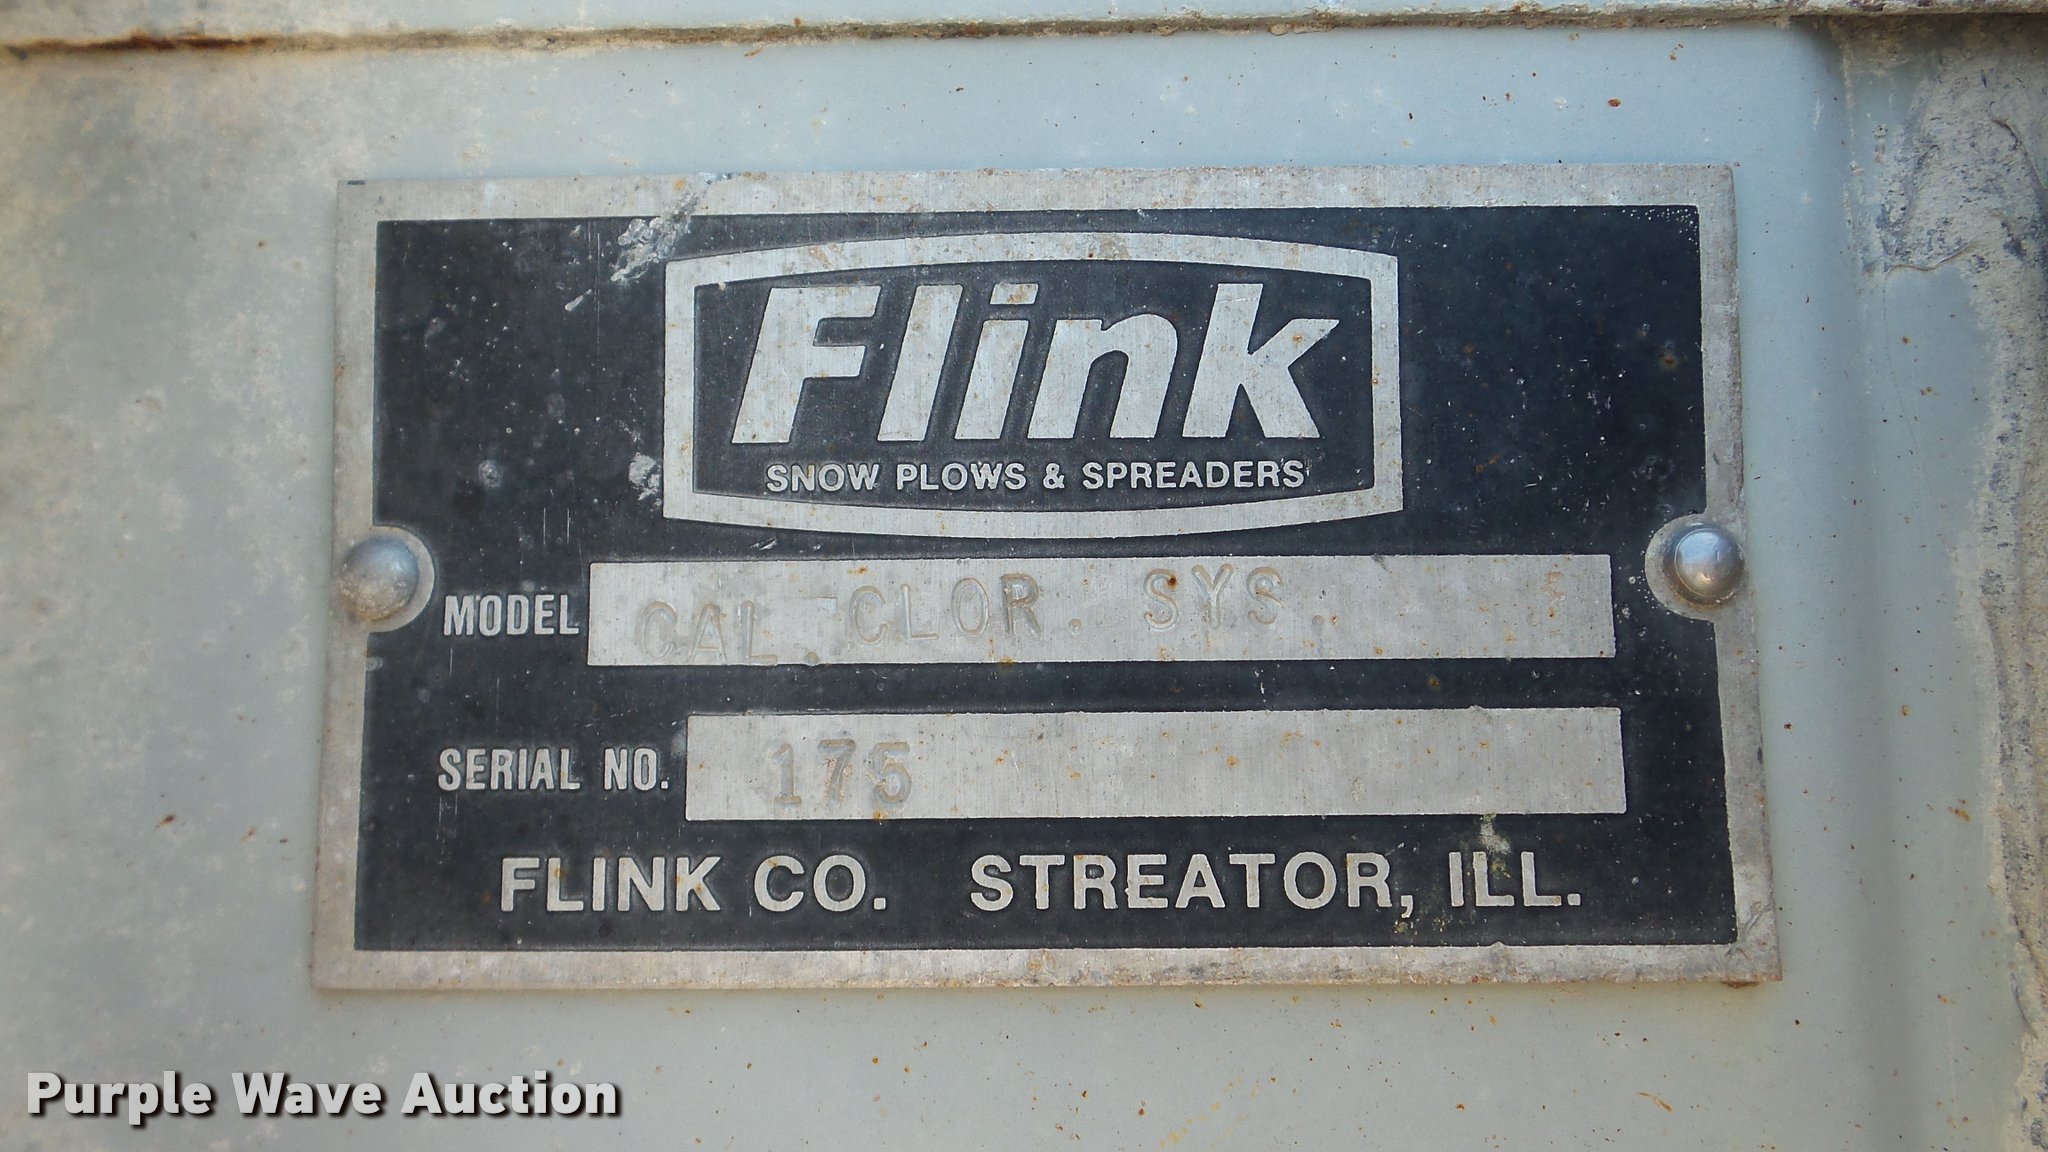 Flink
SNOW PLOWS & SPREADERS
MODEL CAL. CLOR. SYS.
SERIAL NO. 175
FLINK CO. STREATOR, ILL.
Purple Wave Auction